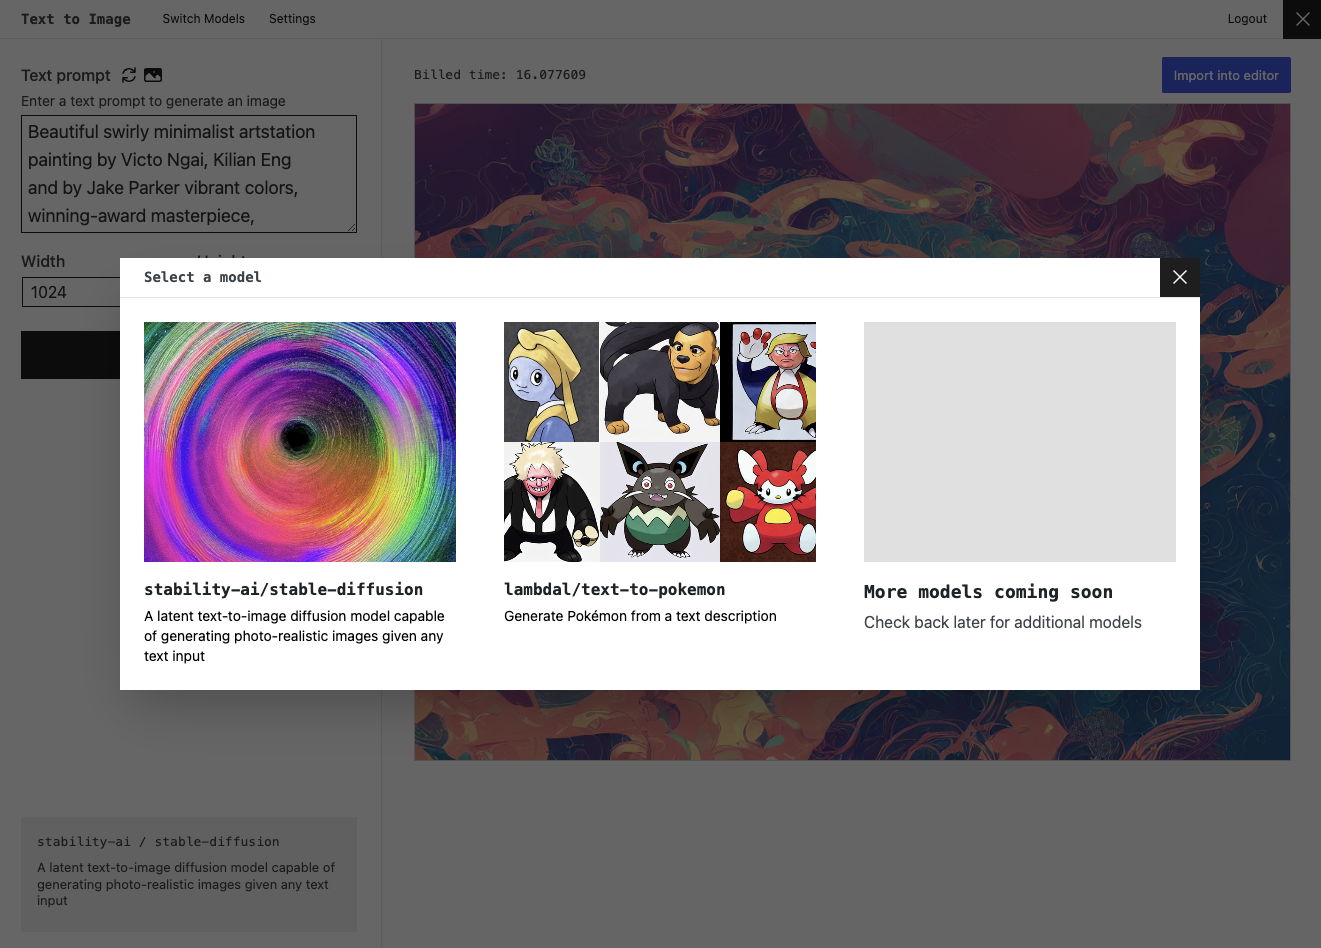 Text to Image
Switch Models
Settings
Logout
Text prompt
Enter a text prompt to generate an image
Beautiful swirly minimalist artstation
painting by Victo Ngai, Kilian Eng
and by Jake Parker vibrant colors,
winning-award masterpiece,
Width
1024
Billed time: 16.077609
Import into editor
Select a model
stability-ai/stable-diffusion
A latent text-to-image diffusion model capable
of generating photo-realistic images given any
text input
lambdal/text-to-pokemon
Generate Pokémon from a text description
More models coming soon
Check back later for additional models
stability-ai / stable-diffusion
A latent text-to-image diffusion model capable of
generating photo-realistic images given any text
input